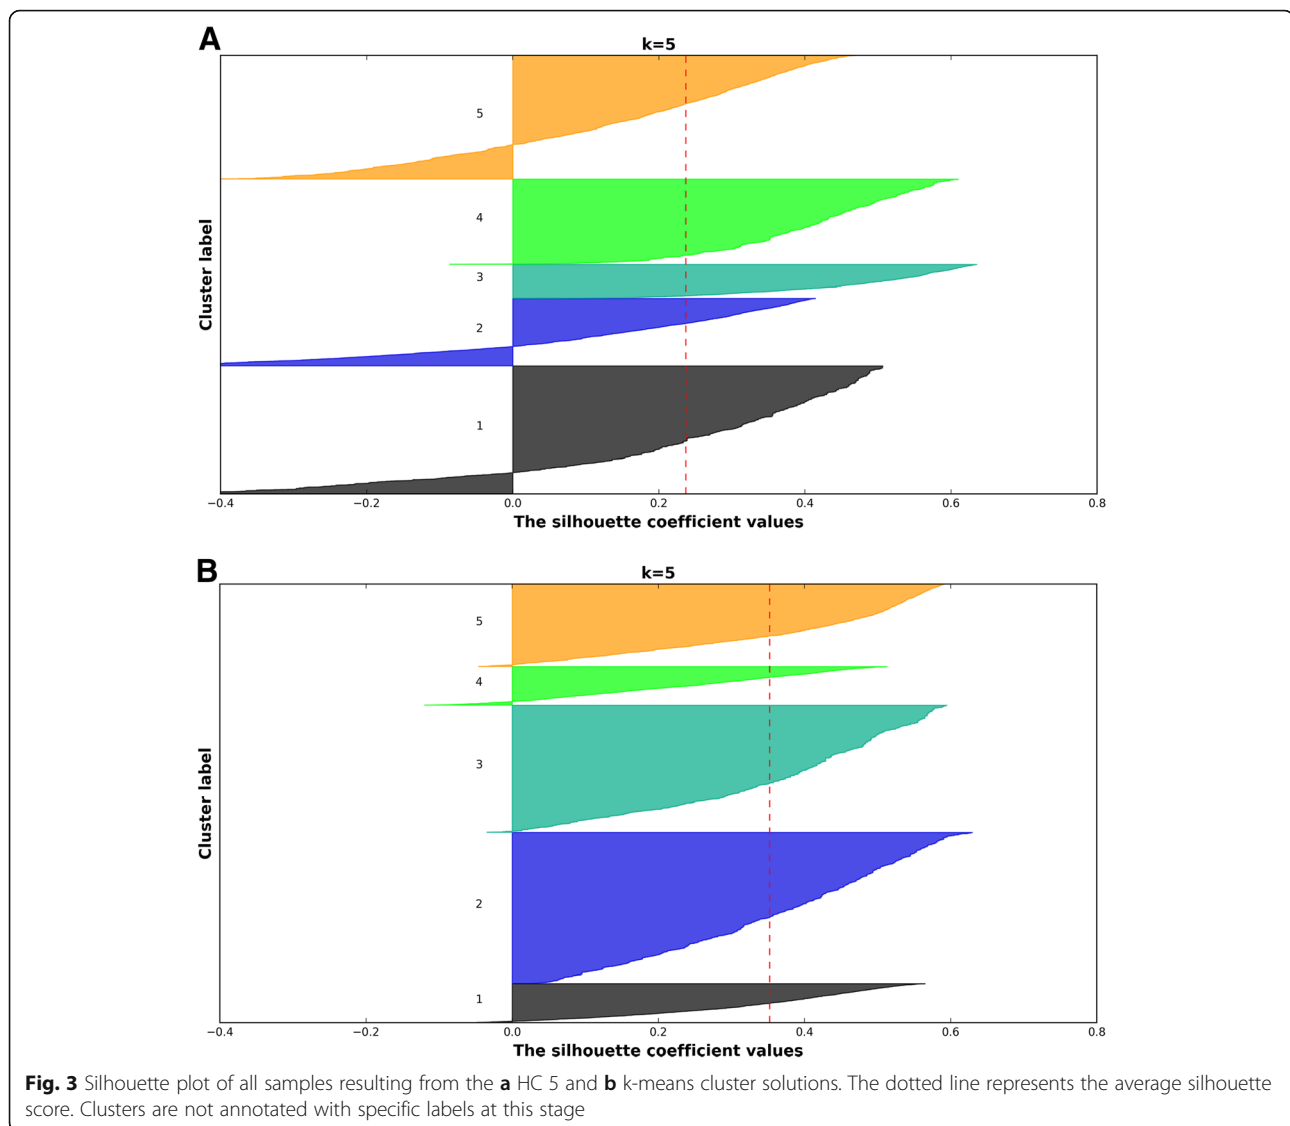 A
k=5
5
4
3
2
1
Cluster label
−0.4 −0.2 0.0 0.2 0.4 0.6 0.8
The silhouette coefficient values
B
k=5
5
4
3
2
1
Cluster label
−0.4 −0.2 0.0 0.2 0.4 0.6 0.8
The silhouette coefficient values
Fig. 3 Silhouette plot of all samples resulting from the a HC 5 and b k-means cluster solutions. The dotted line represents the average silhouette
score. Clusters are not annotated with specific labels at this stage